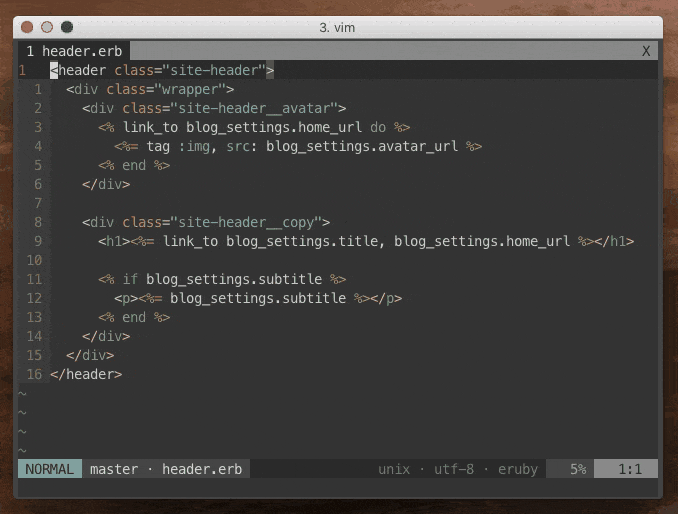 3. vim
1 header.erb X
1 <header class="site-header">
1 <div class="wrapper">
2 <div class="site-header__avatar">
3 <% link_to blog_settings.home_url do %>
4 <%= tag :img, src: blog_settings.avatar_url %>
5 <% end %>
6 </div>
7
8 <div class="site-header__copy">
9 <h1><%= link_to blog_settings.title, blog_settings.home_url %></h1>
10
11 <% if blog_settings.subtitle %>
12 <p><%= blog_settings.subtitle %></p>
13 <% end %>
14 </div>
15 </div>
16 </header>
~
~
~
~
NORMAL master · header.erb unix · utf-8 · eruby 5% 1:1